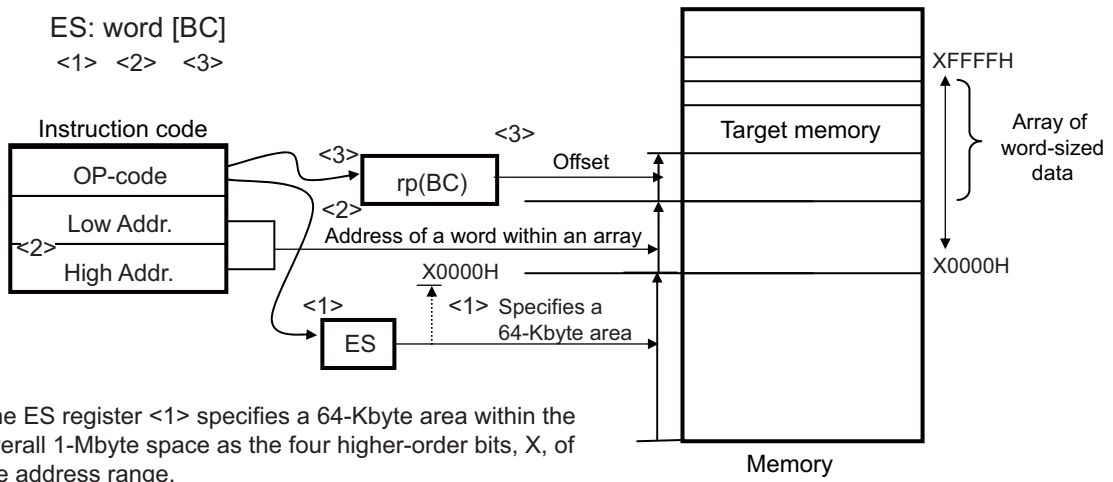 ES: word [BC]
<1> <2> <3>
XFFFFH
Instruction code
<3>
Target memory
Array of
word-sized
data
OP-code
<3>
rp(BC)
Offset
<2>
Low Addr.
<2>
Address of a word within an array
High Addr.
X0000H
X0000H
<1>
<1> Specifies a
64-Kbyte area
ES
ES register <1> specifies a 64-Kbyte area within the
overall 1-Mbyte space as the four higher-order bits, X, of
address range.
Memory